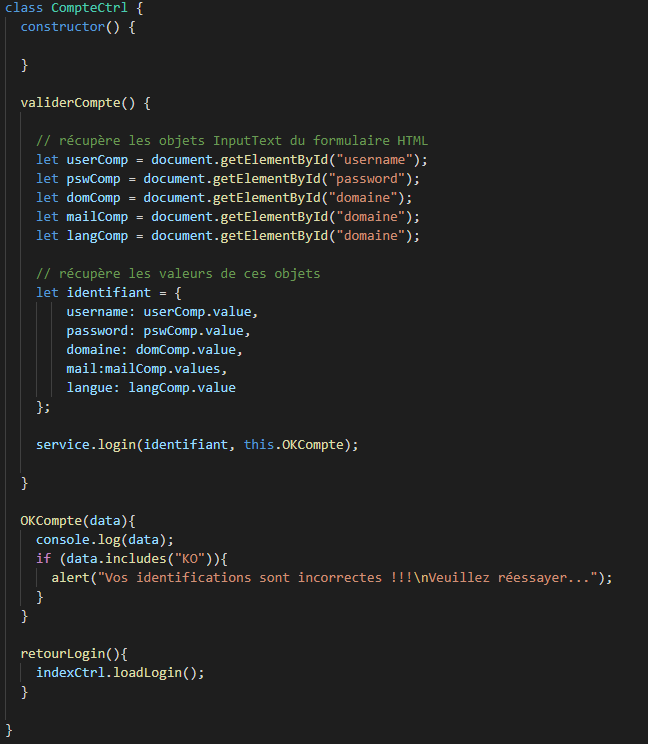 class CompteCtrl {
constructor() {
}
validerCompte() {
// récupère les objets InputText du formulaire HTML
let userComp = document.getElementById("username");
let pswComp = document.getElementById("password");
let domComp = document.getElementById("domaine");
let mailComp = document.getElementById("domaine");
let langComp = document.getElementById("domaine");
// récupère les valeurs de ces objets
let identifiant = {
username: userComp.value,
password: pswComp.value,
domaine: domComp.value,
mail:mailComp.values,
langue: langComp.value
};
service.login(identifiant, this.OKCompte);
}
OKCompte(data){
console.log(data);
if (data.includes("KO")){
alert("Vos identifications sont incorrectes !!!\nVeuillez réessayer...");
}
}
retourLogin(){
indexCtrl.loadLogin();
}
}